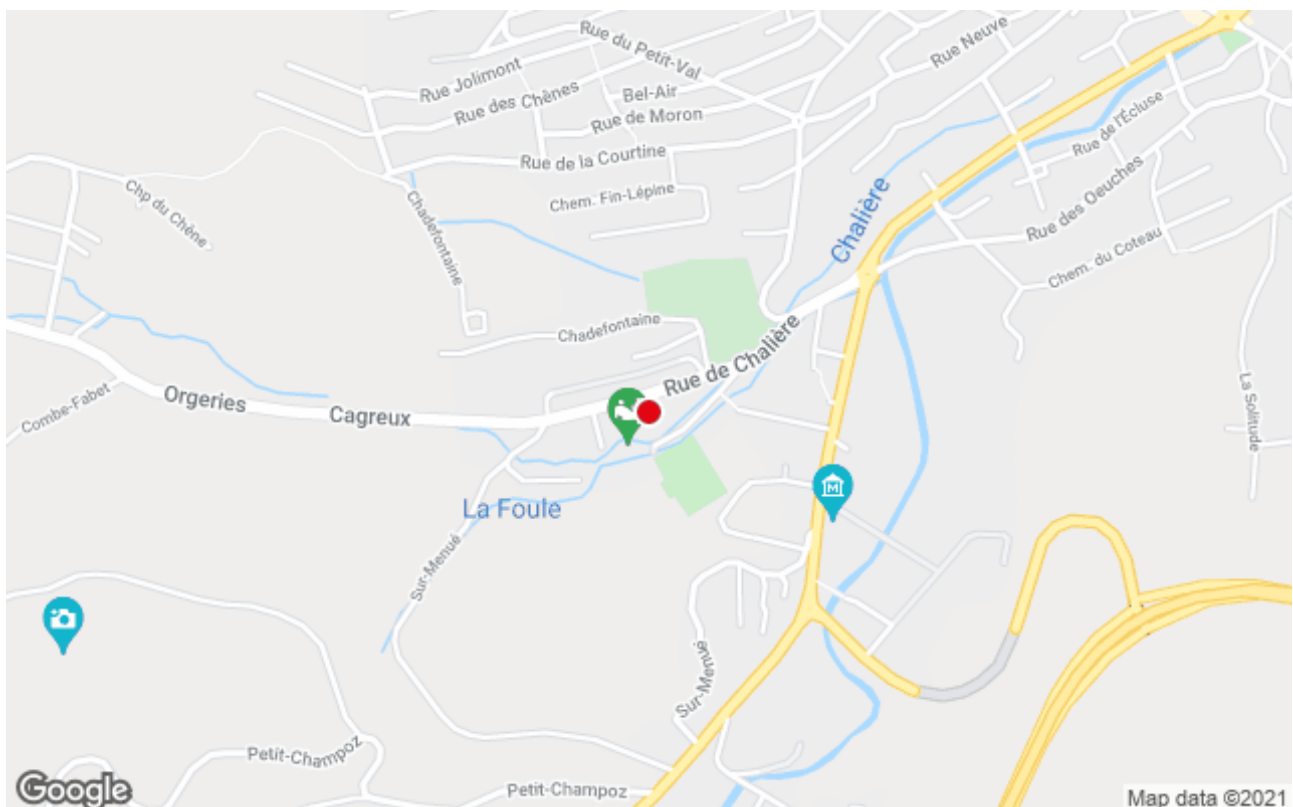 Rue du Petit-Val
Rue Neuve
Rue Jolimont
Rue des Chênes
Bel-Air
Rue de Moron
Rue de l'Écluse
Rue de la Courtine
Chem. Fin-Lépine
Chp du Chêne
Chadefontaine
Chalière
Rue des Oeuches
Chem. du Coteau
Chadefontaine
Rue de Chalière
Combe-Fabet
Orgeries
Cagreux
La Solitude
La Foule
M
Sur-Menué
Sur-Menué
Petit-Champoz
Petit-Champoz
Google
Map data ©2021